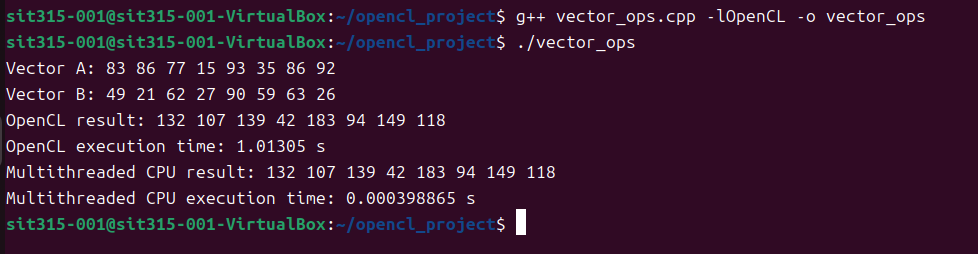 sit315-001@sit315-001-VirtualBox:~/opencl_project$ g++ vector_ops.cpp -lOpenCL -o vector_ops
sit315-001@sit315-001-VirtualBox:~/opencl_project$ ./vector_ops
Vector A: 83 86 77 15 93 35 86 92
Vector B: 49 21 62 27 90 59 63 26
OpenCL result: 132 107 139 42 183 94 149 118
OpenCL execution time: 1.01305 s
Multithreaded CPU result: 132 107 139 42 183 94 149 118
Multithreaded CPU execution time: 0.000398865 s
sit315-001@sit315-001-VirtualBox:~/opencl_project$